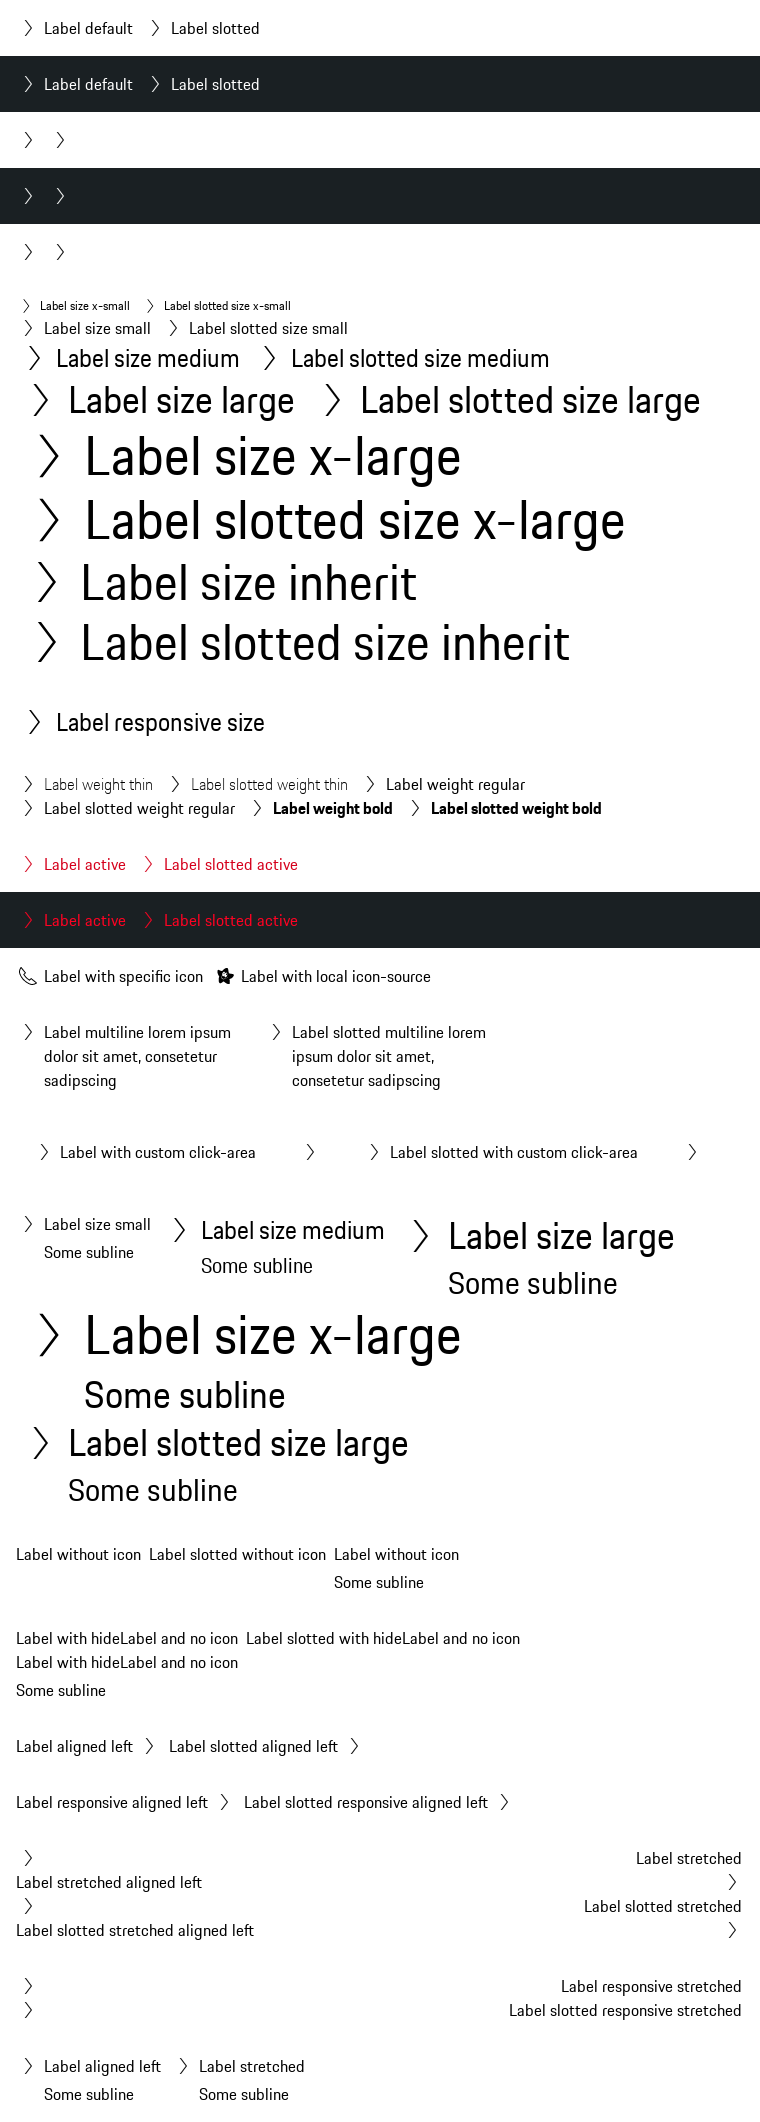 Label default Label slotted
Label default Label slotted
Label size x-small Label slotted size x-small
Label size small Label slotted size small
Label size medium Label slotted size medium
Label size large Label slotted size large
Label size x-large
Label slotted size x-large
Label size inherit
Label slotted size inherit
Label responsive size
Label weight thin Label slotted weight thin Label weight regular
Label slotted weight regular Label weight bold Label slotted weight bold
Label active Label slotted active
Label active Label slotted active
Label with specific icon Label with local icon-source
Label multiline lorem ipsum
dolor sit amet, consetetur
sadipscing
Label slotted multiline lorem
ipsum dolor sit amet,
consetetur sadipscing
Label with custom click-area Label slotted with custom click-area
Label size small
Some subline
Label size medium
Some subline
Label size large
Some subline
Label size x-large
Some subline
Label slotted size large
Some subline
Label without icon Label slotted without icon Label without icon
Some subline
Label with hideLabel and no icon Label slotted with hideLabel and no icon
Label with hideLabel and no icon
Some subline
Label aligned left Label slotted aligned left
Label responsive aligned left Label slotted responsive aligned left
Label stretched
Label stretched aligned left
Label slotted stretched
Label slotted stretched aligned left
Label responsive stretched
Label slotted responsive stretched
Label aligned left Label stretched
Some subline Some subline